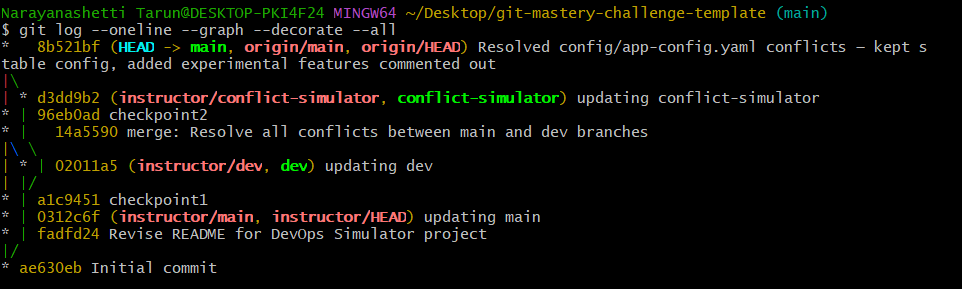 Narayanashetti Tarun@DESKTOP-PKI4F24 MINGW64 ~/Desktop/git-mastery-challenge-template (main)
$ git log --oneline --graph --decorate --all
*   8b521bf (HEAD -> main, origin/main, origin/HEAD) Resolved config/app-config.yaml conflicts – kept s
table config, added experimental features commented out
|\
| * d3dd9b2 (instructor/conflict-simulator, conflict-simulator) updating conflict-simulator
* | 96eb0ad checkpoint2
* |   14a5590 merge: Resolve all conflicts between main and dev branches
|\ \
| * | 02011a5 (instructor/dev, dev) updating dev
| |/
* | a1c9451 checkpoint1
* | 0312c6f (instructor/main, instructor/HEAD) updating main
* | fadfd24 Revise README for DevOps Simulator project
|/
* ae630eb Initial commit